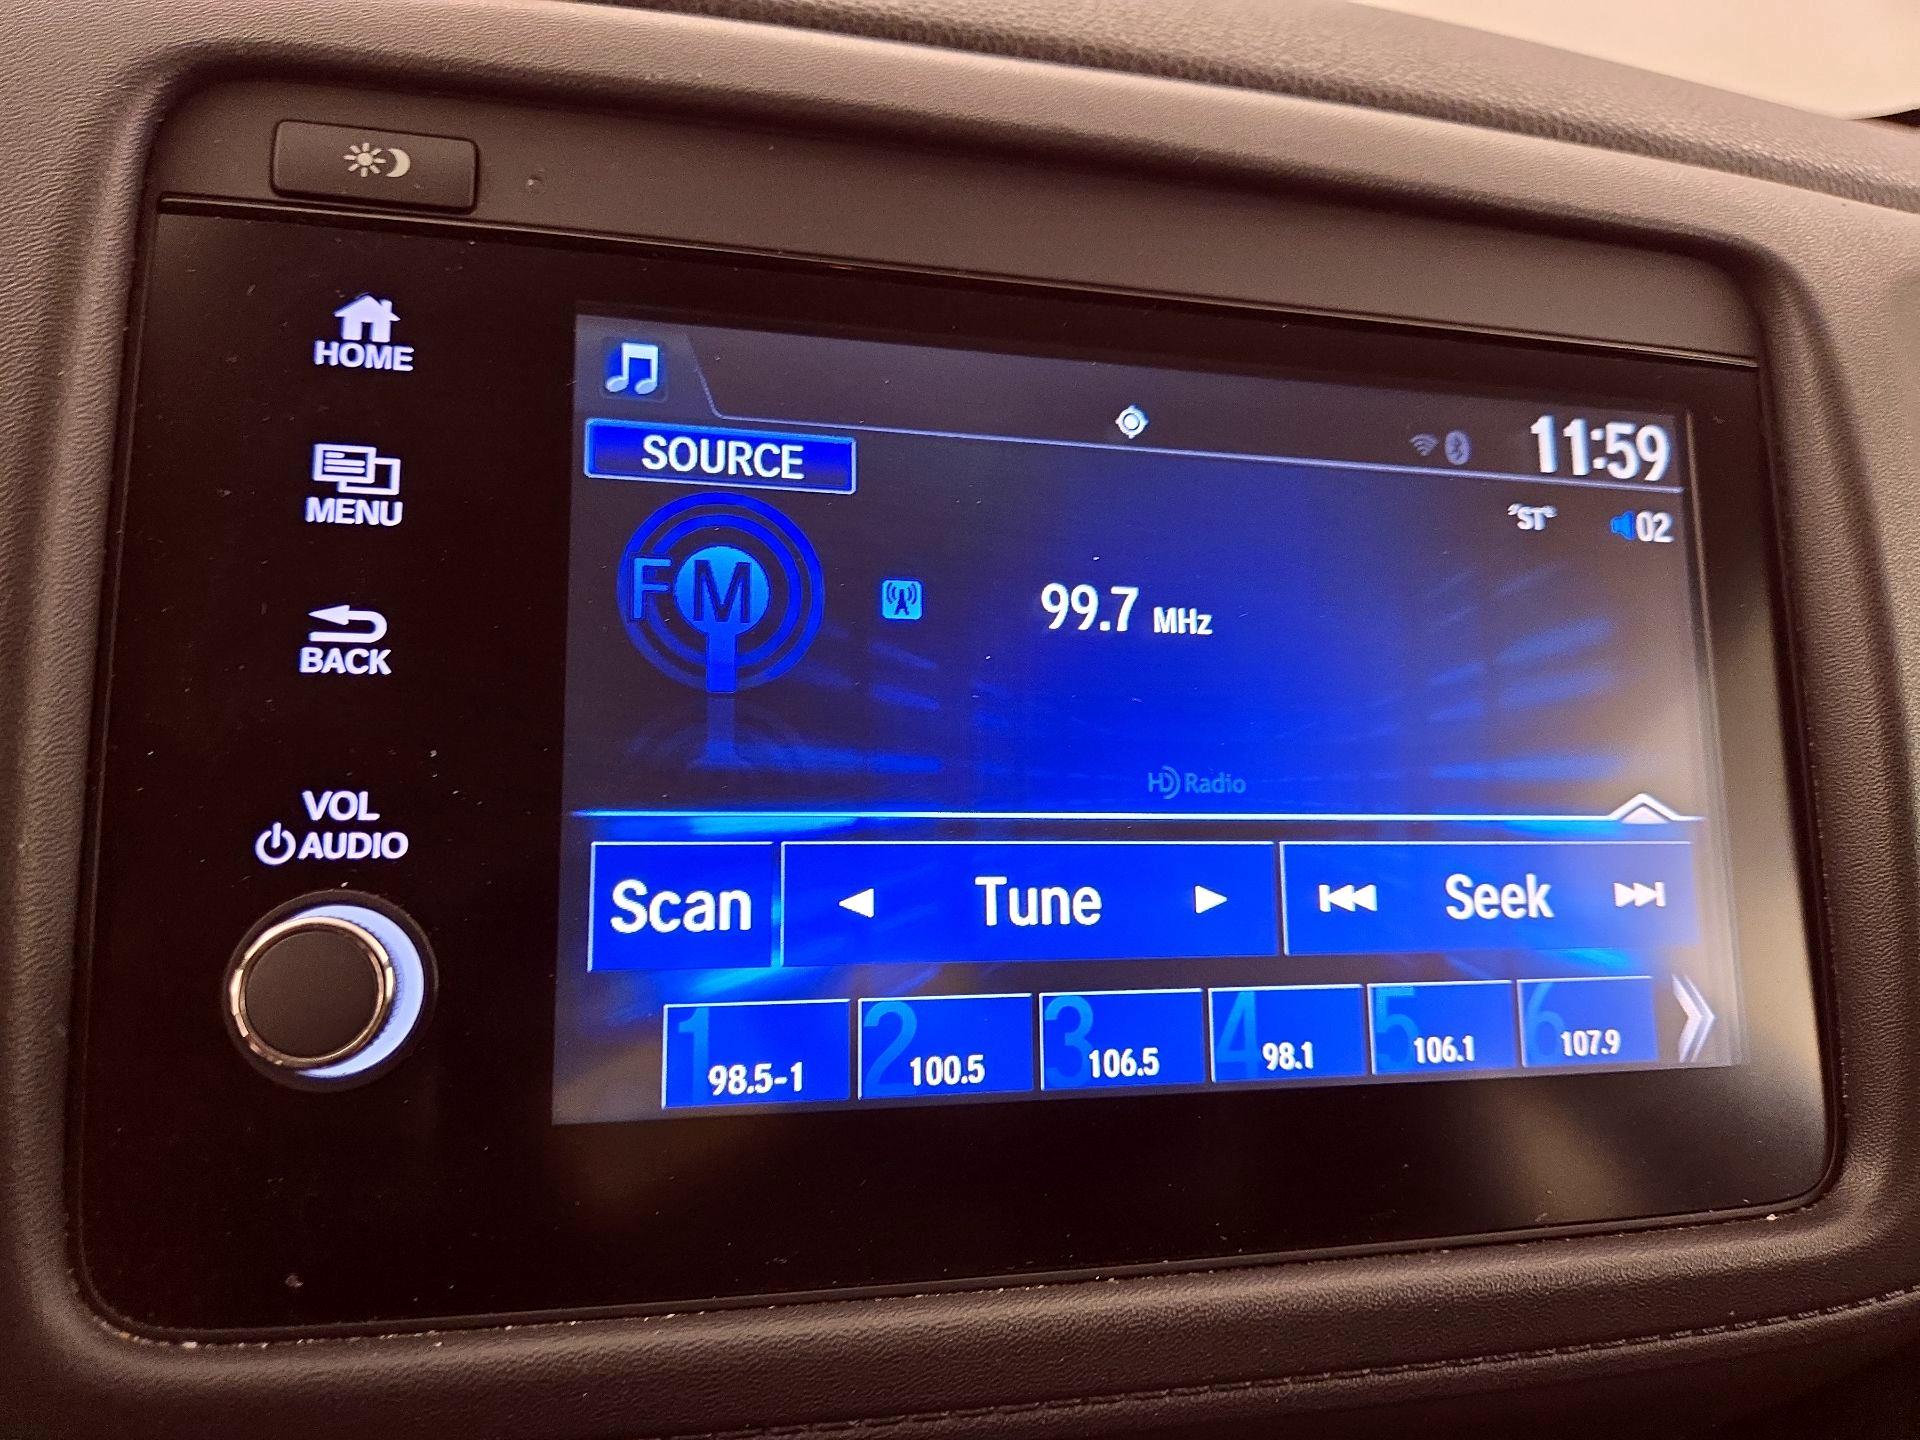 HOME
MENU
BACK
VOL
AUDIO
SOURCE
11:59
"ST"
02
FM
99.7 MHz
HD Radio
Scan
Tune
Seek
1 98.5-1
2 100.5
3 106.5
4 98.1
5 106.1
6 107.9